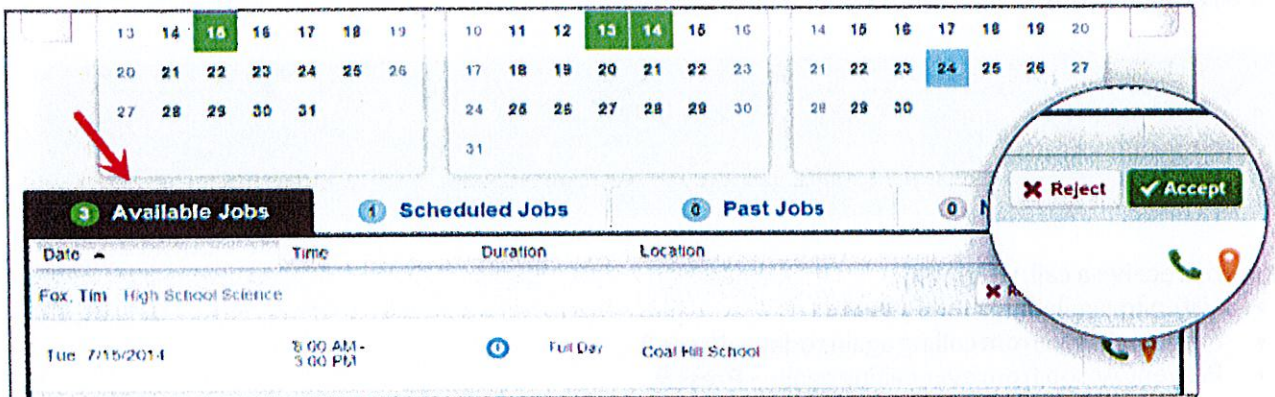 13 14 15 16 17 18 19 10 11 12 13 14 15 16 14 15 16 17 18 19 20
20 21 22 23 24 25 26 17 18 19 20 21 22 23 21 22 23 24 25 26 27
27 28 29 30 31 24 25 26 27 28 29 30 28 29 30
31
Reject Accept
3 Available Jobs 1 Scheduled Jobs 0 Past Jobs 0 N
Date Time Duration Location
Fox, Tim High School Science
Tue 7/15/2014 8:00 AM - Full Day Coal Hill School
3:00 PM